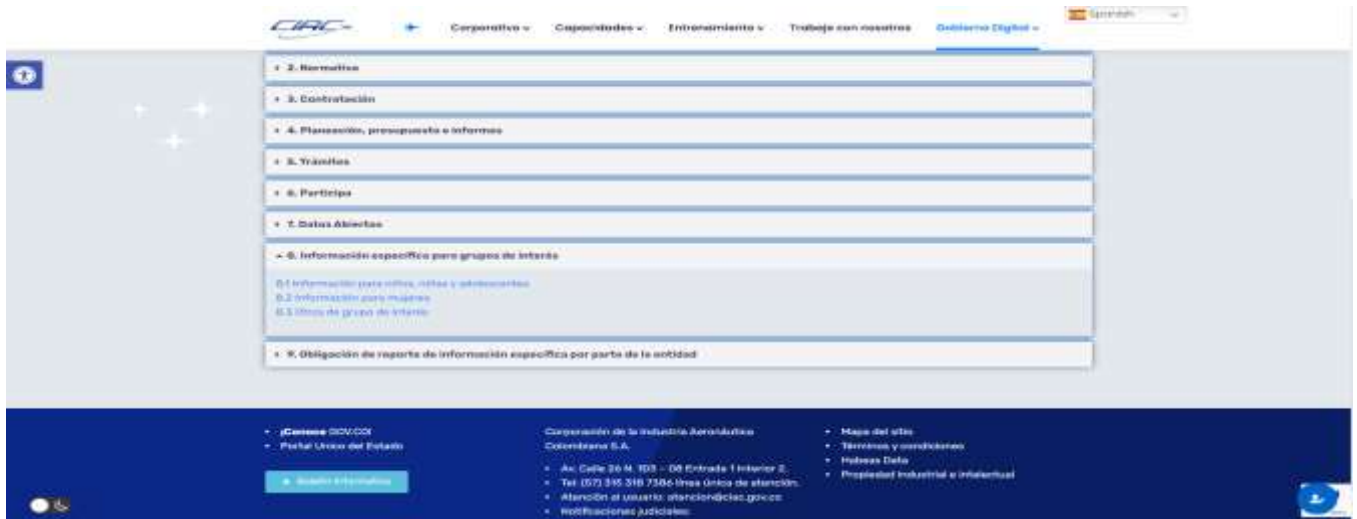 CIAC
Corporativo Capacidades Entrenamiento Trabaje con nosotros Gobierno Digital
Spanish
2. Normativa
3. Contratación
4. Planeación, presupuesto e informes
5. Trámites
6. Participa
7. Datos Abiertos
8. Información específica para grupos de interés
8.1 Información para niños, niñas y adolescentes
8.2 Información para mujeres
8.3 Otros de grupo de interés
9. Obligación de reporte de información específica por parte de la entidad
¡Conoce GOV.CO!
Portal Único del Estado
Boletín Informativo
Corporación de la Industria Aeronáutica
Colombiana S.A.
Av. Calle 26 N. 103 - 08 Entrada 1 Interior 2.
Tel: (57) 315 318 7386 línea única de atención.
Atención al usuario: atencion@ciac.gov.co
Notificaciones judiciales:
Mapa del sitio
Términos y condiciones
Habeas Data
Propiedad industrial e intelectual